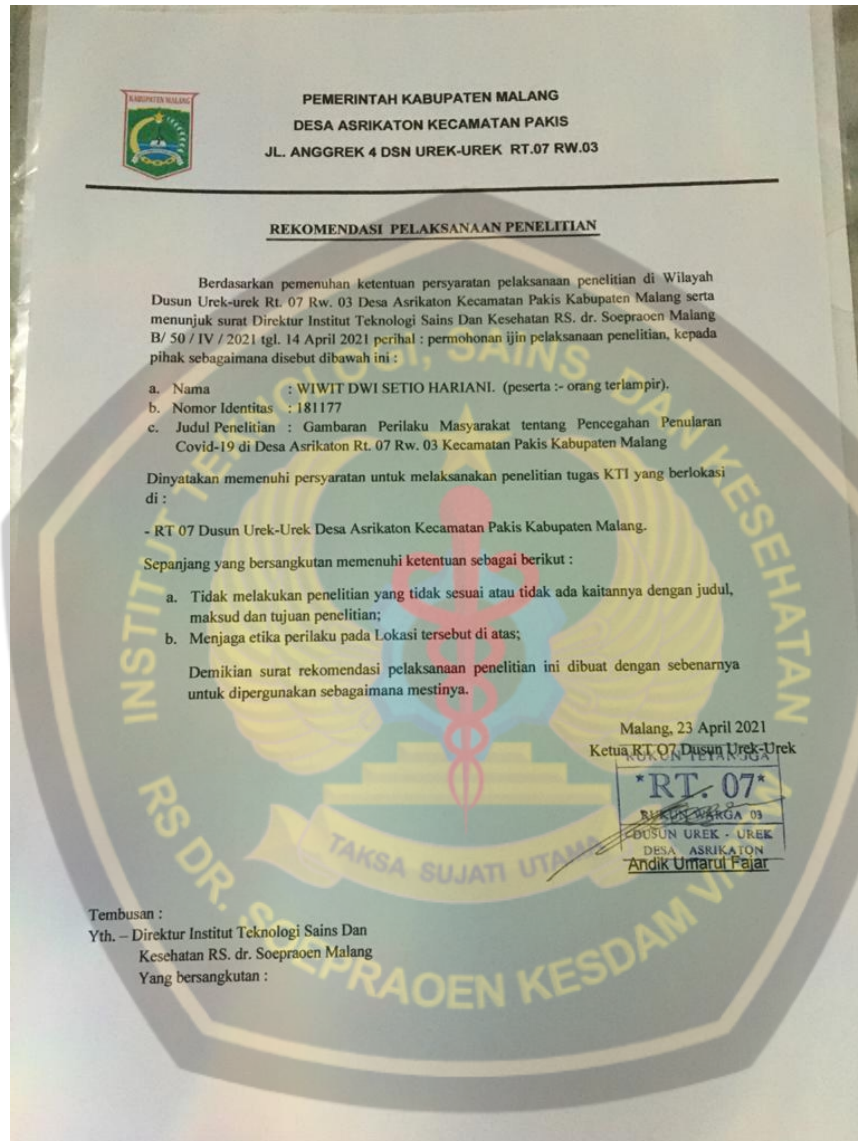 KABUPATEN MALANG
PEMERINTAH KABUPATEN MALANG
DESA ASRIKATON KECAMATAN PAKIS
JL. ANGGREK 4 DSN UREK-UREK RT.07 RW.03
REKOMENDASI PELAKSANAAN PENELITIAN
Berdasarkan pemenuhan ketentuan persyaratan pelaksanaan penelitian di Wilayah
Dusun Urek-urek Rt. 07 Rw. 03 Desa Asrikaton Kecamatan Pakis Kabupaten Malang serta
menunjuk surat Direktur Institut Teknologi Sains Dan Kesehatan RS. dr. Soepraoen Malang
B/ 50 / IV / 2021 tgl. 14 April 2021 perihal : permohonan ijin pelaksanaan penelitian, kepada
pihak sebagaimana disebut dibawah ini :
a. Nama : WIWIT DWI SETIO HARIANI. (peserta :- orang terlampir).
b. Nomor Identitas : 181177
c. Judul Penelitian : Gambaran Perilaku Masyarakat tentang Pencegahan Penularan
Covid-19 di Desa Asrikaton Rt. 07 Rw. 03 Kecamatan Pakis Kabupaten Malang
Dinyatakan memenuhi persyaratan untuk melaksanakan penelitian tugas KTI yang berlokasi
di :
- RT 07 Dusun Urek-Urek Desa Asrikaton Kecamatan Pakis Kabupaten Malang.
Sepanjang yang bersangkutan memenuhi ketentuan sebagai berikut :
a. Tidak melakukan penelitian yang tidak sesuai atau tidak ada kaitannya dengan judul,
maksud dan tujuan penelitian;
b. Menjaga etika perilaku pada Lokasi tersebut di atas;
Demikian surat rekomendasi pelaksanaan penelitian ini dibuat dengan sebenarnya
untuk dipergunakan sebagaimana mestinya.
Malang, 23 April 2021
Ketua RT 07 Dusun Urek-Urek
RUKUN TETANGGA
*RT. 07*
RUKUN WARGA 03
DUSUN UREK - UREK
DESA ASRIKATON
Andik Umarul Fajar
Tembusan :
Yth. – Direktur Institut Teknologi Sains Dan
Kesehatan RS. dr. Soepraoen Malang
Yang bersangkutan :
INSTITUT TEKNOLOGI, SAINS DAN KESEHATAN
RS DR. SOEPRAOEN KESDAM
TAKSA SUJATI UTAMA